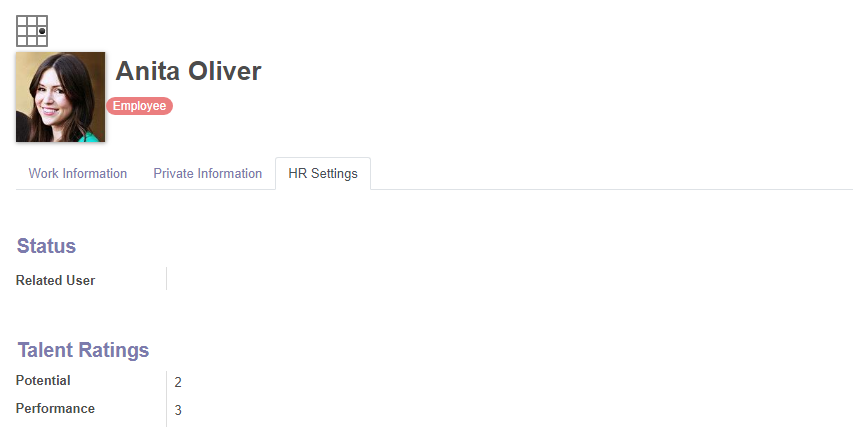 Anita Oliver
Employee
Work Information Private Information HR Settings
Status
Related User
Talent Ratings
Potential 2
Performance 3